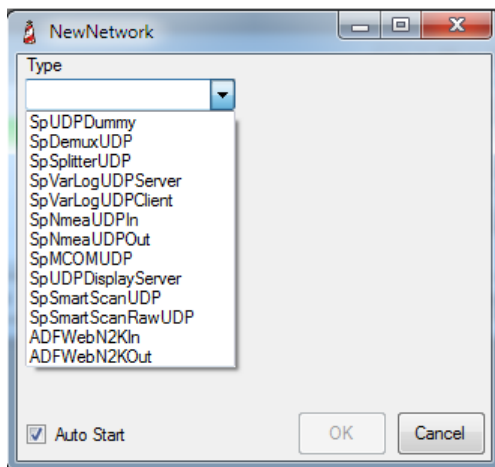 NewNetwork
Type
SpUDPDummy
SpDemuxUDP
SpSplitterUDP
SpVarLogUDPServer
SpVarLogUDPClient
SpNmeaUDPIn
SpNmeaUDPOut
SpMCOMUDP
SpUDPDisplayServer
SpSmartScanUDP
SpSmartScanRawUDP
ADFWebN2KIn
ADFWebN2KOut
Auto Start OK Cancel